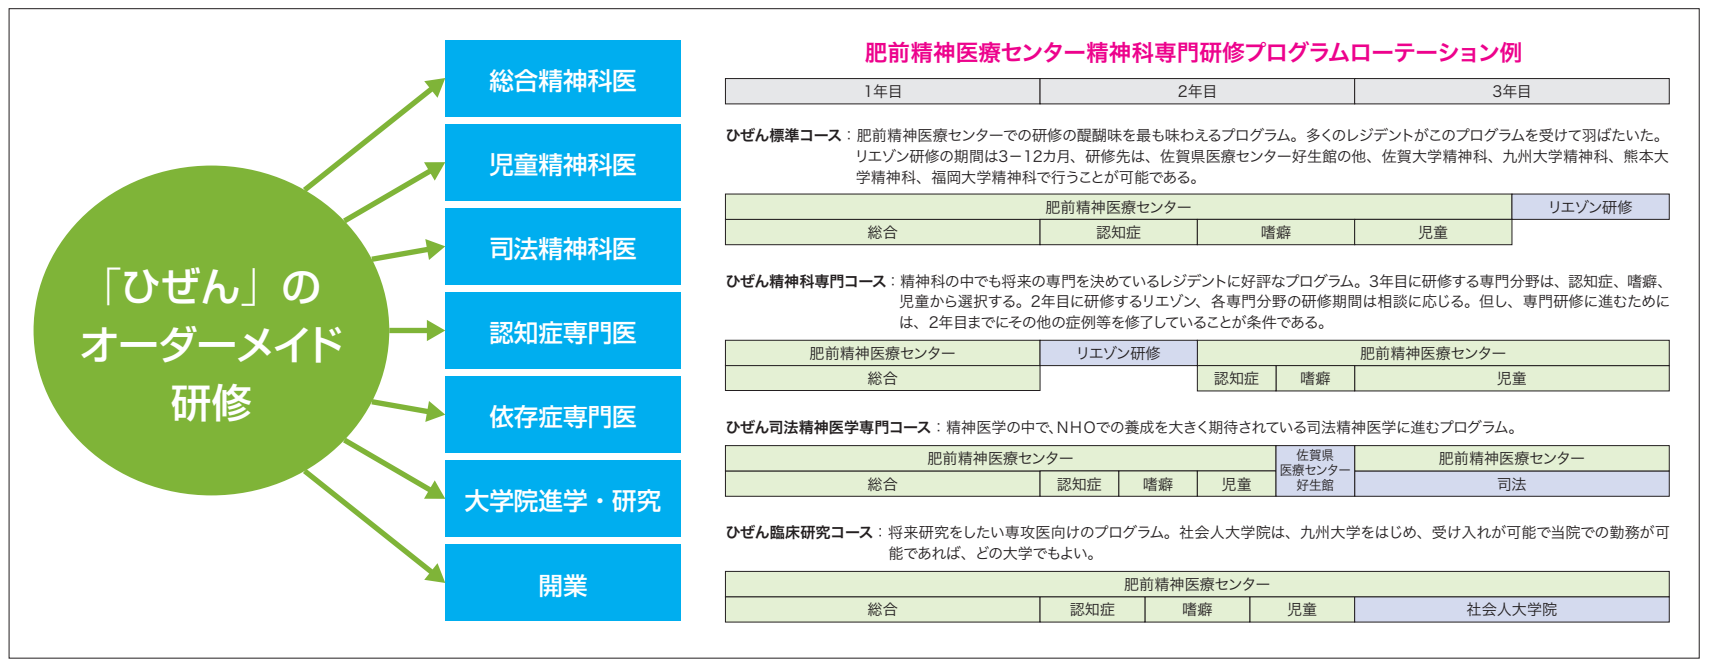 「ひぜん」の
オーダーメイド
研修
総合精神科医
児童精神科医
司法精神科医
認知症専門医
依存症専門医
大学院進学・研究
開業
肥前精神医療センター精神科専門研修プログラムローテーション例
1年目 2年目 3年目
ひぜん標準コース：肥前精神医療センターでの研修の醍醐味を最も味わえるプログラム。多くのレジデントがこのプログラムを受けて羽ばたいた。
リエゾン研修の期間は3－12カ月、研修先は、佐賀県医療センター好生館の他、佐賀大学精神科、九州大学精神科、熊本大
学精神科、福岡大学精神科で行うことが可能である。
肥前精神医療センター リエゾン研修
総合 認知症 嗜癖 児童
ひぜん精神科専門コース：精神科の中でも将来の専門を決めているレジデントに好評なプログラム。3年目に研修する専門分野は、認知症、嗜癖、
児童から選択する。2年目に研修するリエゾン、各専門分野の研修期間は相談に応じる。但し、専門研修に進むために
は、2年目までにその他の症例等を修了していることが条件である。
肥前精神医療センター リエゾン研修 肥前精神医療センター
総合 認知症 嗜癖 児童
ひぜん司法精神医学専門コース：精神医学の中で、NHOでの養成を大きく期待されている司法精神医学に進むプログラム。
肥前精神医療センター 肥前精神医療センター
佐賀県
医療センター
好生館
総合 認知症 嗜癖 児童 司法
ひぜん臨床研究コース：将来研究をしたい専攻医向けのプログラム。社会人大学院は、九州大学をはじめ、受け入れが可能で当院での勤務が可
能であれば、どの大学でもよい。
肥前精神医療センター
総合 認知症 嗜癖 児童 社会人大学院